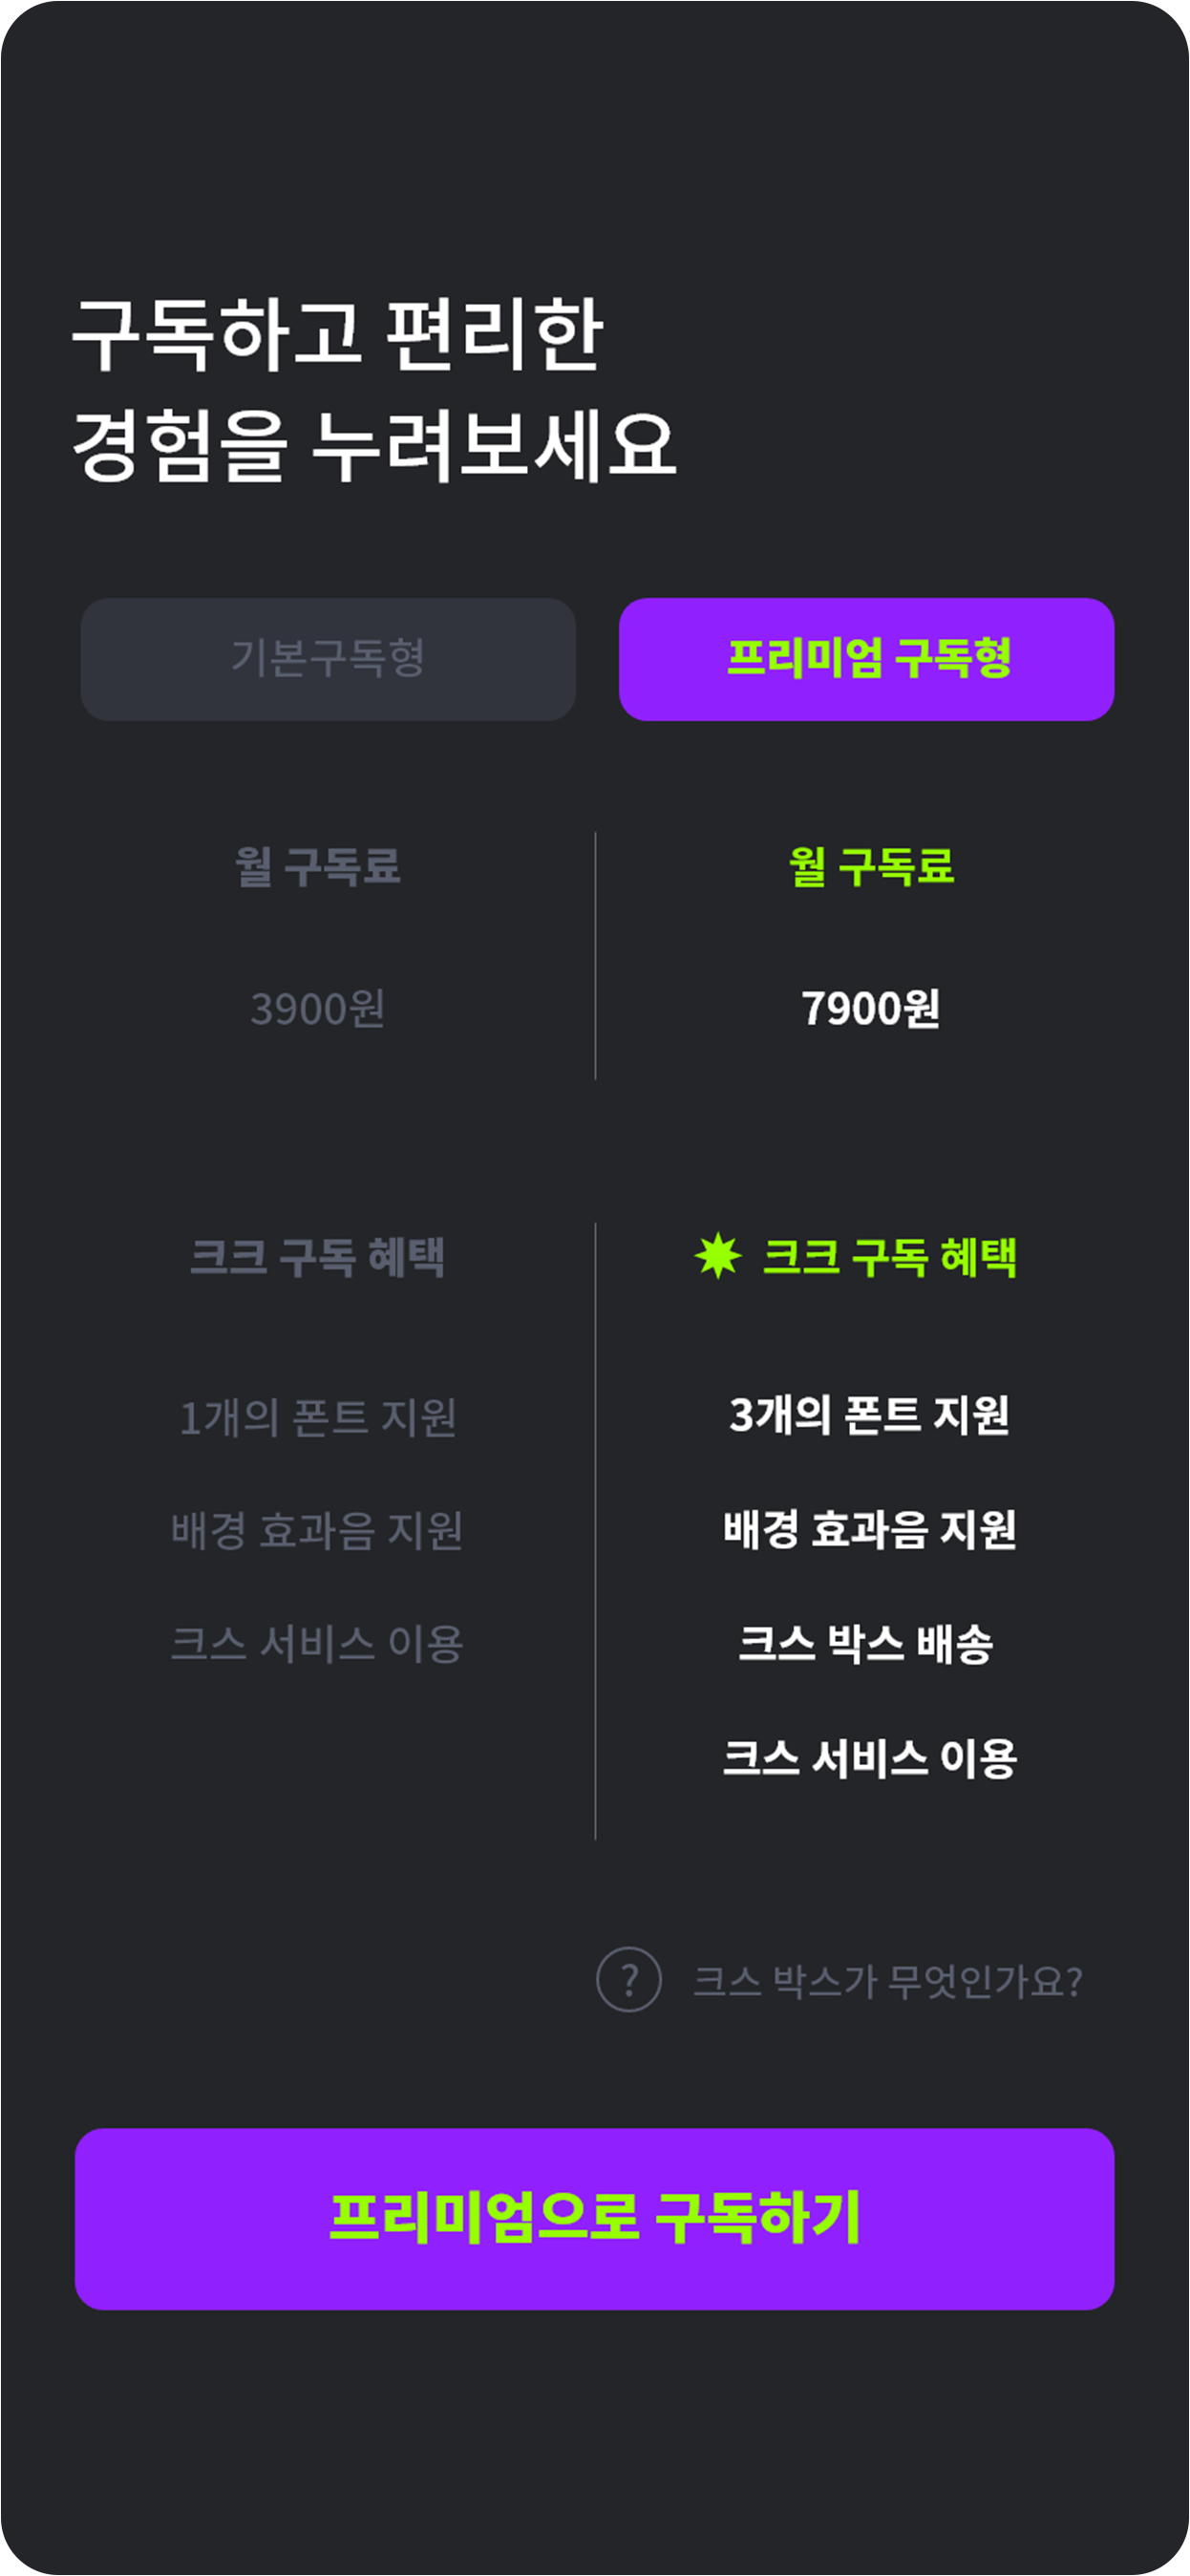 구독하고 편리한
경험을 누려보세요
기본구독형
프리미엄 구독형
월 구독료
월 구독료
3900원
7900원
크크 구독 혜택
크크 구독 혜택
1개의 폰트 지원
3개의 폰트 지원
배경 효과음 지원
배경 효과음 지원
크스 서비스 이용
크스 박스 배송
크스 서비스 이용
? 크스 박스가 무엇인가요?
프리미엄으로 구독하기